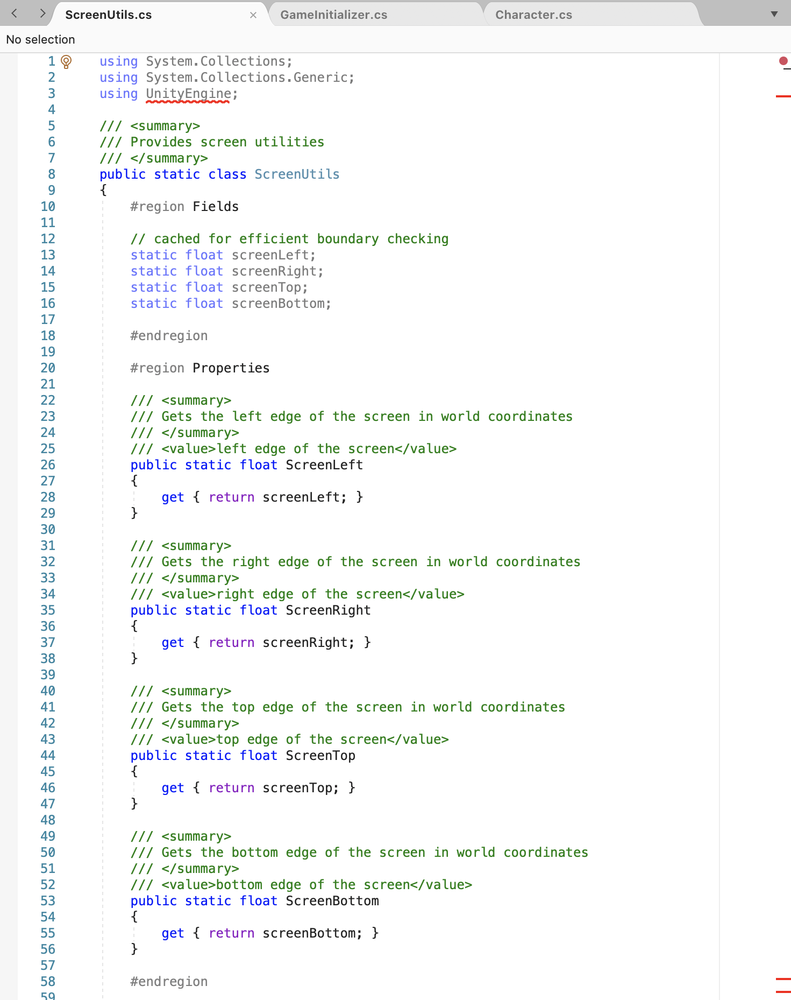 ScreenUtils.cs × GameInitializer.cs Character.cs
No selection
1 using System.Collections;
2 using System.Collections.Generic;
3 using UnityEngine;
4
5 /// <summary>
6 /// Provides screen utilities
7 /// </summary>
8 public static class ScreenUtils
9 {
10 #region Fields
11
12 // cached for efficient boundary checking
13 static float screenLeft;
14 static float screenRight;
15 static float screenTop;
16 static float screenBottom;
17
18 #endregion
19
20 #region Properties
21
22 /// <summary>
23 /// Gets the left edge of the screen in world coordinates
24 /// </summary>
25 /// <value>left edge of the screen</value>
26 public static float ScreenLeft
27 {
28 get { return screenLeft; }
29 }
30
31 /// <summary>
32 /// Gets the right edge of the screen in world coordinates
33 /// </summary>
34 /// <value>right edge of the screen</value>
35 public static float ScreenRight
36 {
37 get { return screenRight; }
38 }
39
40 /// <summary>
41 /// Gets the top edge of the screen in world coordinates
42 /// </summary>
43 /// <value>top edge of the screen</value>
44 public static float ScreenTop
45 {
46 get { return screenTop; }
47 }
48
49 /// <summary>
50 /// Gets the bottom edge of the screen in world coordinates
51 /// </summary>
52 /// <value>bottom edge of the screen</value>
53 public static float ScreenBottom
54 {
55 get { return screenBottom; }
56 }
57
58 #endregion
59